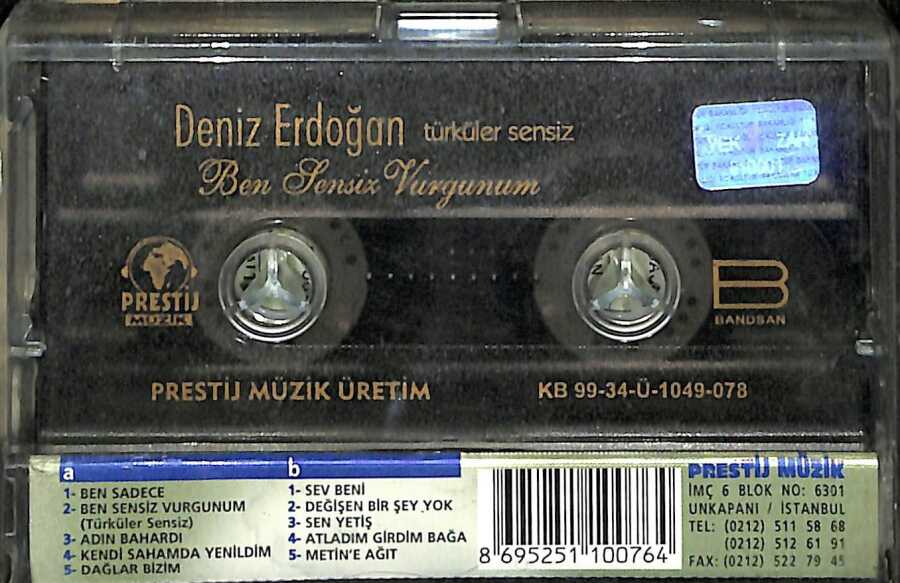 Deniz Erdoğan türküler sensiz
Ben Sensiz Vurgunum
PRESTİJ
MÜZİK
BANDSAN
PRESTİJ MÜZİK ÜRETİM
KB 99-34-Ü-1049-078
a
1- BEN SADECE
2- BEN SENSİZ VURGUNUM
(Türküler Sensiz)
3- ADIN BAHARDI
4- KENDİ SAHAMDA YENİLDİM
5- DAĞLAR BİZİM
b
1- SEV BENİ
2- DEĞİŞEN BİR ŞEY YOK
3- SEN YETİŞ
4- ATLADIM GİRDİM BAĞA
5- METİN'E AĞIT
8 695251 100764
PRESTİJ MÜZİK
İMÇ 6 BLOK NO: 6301
UNKAPANI / İSTANBUL
TEL: (0212) 511 58 68
(0212) 512 61 91
FAX: (0212) 522 79 45